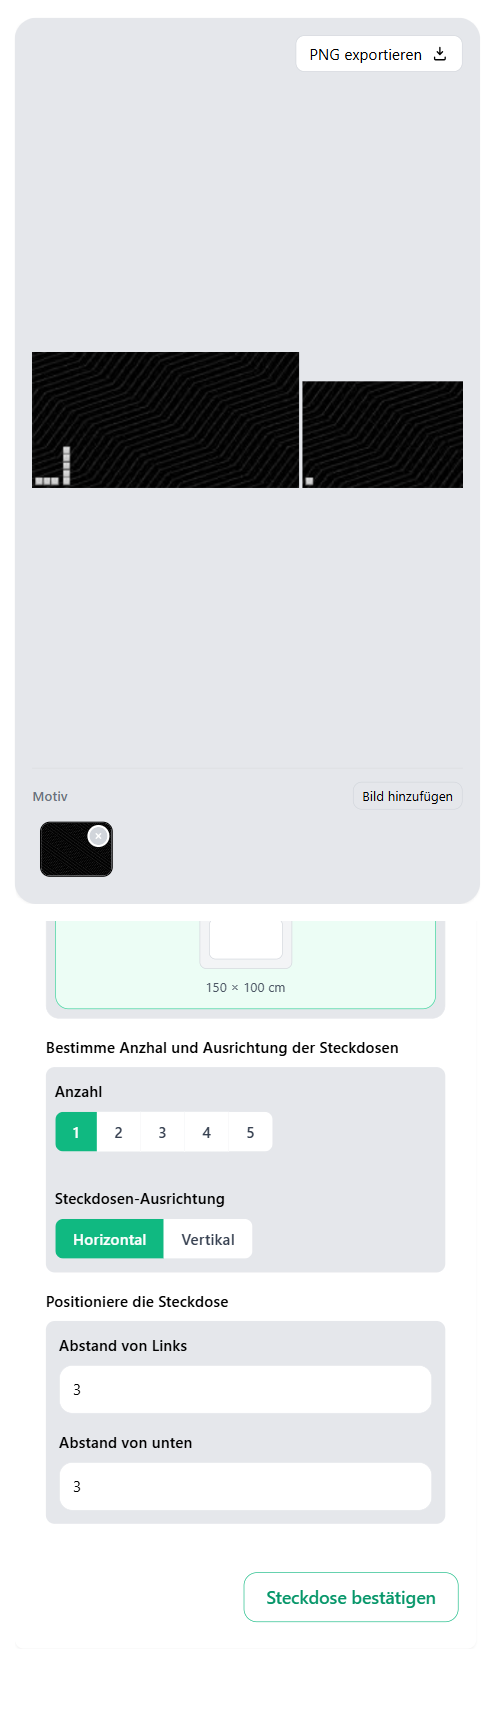 PNG exportieren
Motiv
Bild hinzufügen
150 × 100 cm
Bestimme Anzhal und Ausrichtung der Steckdosen
Anzahl
1 2 3 4 5
Steckdosen-Ausrichtung
Horizontal Vertikal
Positioniere die Steckdose
Abstand von Links
3
Abstand von unten
3
Steckdose bestätigen